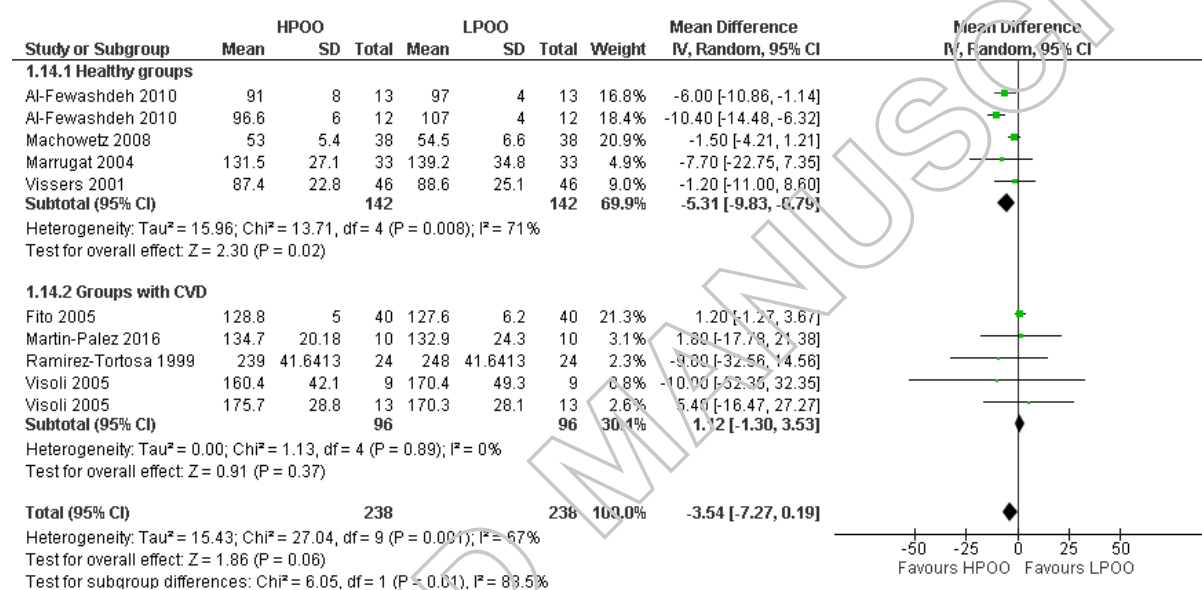 HPOO LPOO Mean Difference Mean Difference
Study or Subgroup Mean SD Total Mean SD Total Weight IV, Random, 95% CI IV, Random, 95% CI
1.14.1 Healthy groups
Al-Fewashdeh 2010 91 8 13 97 4 13 16.8% -6.00 [-10.86, -1.14]
Al-Fewashdeh 2010 96.6 6 12 107 4 12 18.4% -10.40 [-14.48, -6.32]
Machowetz 2008 53 5.4 38 54.5 6.6 38 20.9% -1.50 [-4.21, 1.21]
Marrugat 2004 131.5 27.1 33 139.2 34.8 33 4.9% -7.70 [-22.75, 7.35]
Vissers 2001 87.4 22.8 46 88.6 25.1 46 9.0% -1.20 [-11.00, 8.60]
Subtotal (95% CI) 142 142 69.9% -5.31 [-9.83, -0.79]
Heterogeneity: Tau² = 15.96; Chi² = 13.71, df = 4 (P = 0.008); I² = 71%
Test for overall effect: Z = 2.30 (P = 0.02)
1.14.2 Groups with CVD
Fito 2005 128.8 5 40 127.6 6.2 40 21.3% 1.20 [-1.27, 3.67]
Martin-Palez 2016 134.7 20.18 10 132.9 24.3 10 3.1% 1.80 [-17.78, 21.38]
Ramirez-Tortosa 1999 239 41.6413 24 248 41.6413 24 2.3% -9.00 [-32.56, 14.56]
Visoli 2005 160.4 42.1 9 170.4 49.3 9 0.8% -10.00 [-52.35, 32.35]
Visoli 2005 175.7 28.8 13 170.3 28.1 13 2.6% 5.40 [-16.47, 27.27]
Subtotal (95% CI) 96 96 30.1% 1.12 [-1.30, 3.53]
Heterogeneity: Tau² = 0.00; Chi² = 1.13, df = 4 (P = 0.89); I² = 0%
Test for overall effect: Z = 0.91 (P = 0.37)
Total (95% CI) 238 238 100.0% -3.54 [-7.27, 0.19]
Heterogeneity: Tau² = 15.43; Chi² = 27.04, df = 9 (P = 0.001); I² = 67%
Test for overall effect: Z = 1.86 (P = 0.06)
Test for subgroup differences: Chi² = 6.05, df = 1 (P = 0.01), I² = 83.5%
-50 -25 0 25 50
Favours HPOO Favours LPOO
D MANUSCI